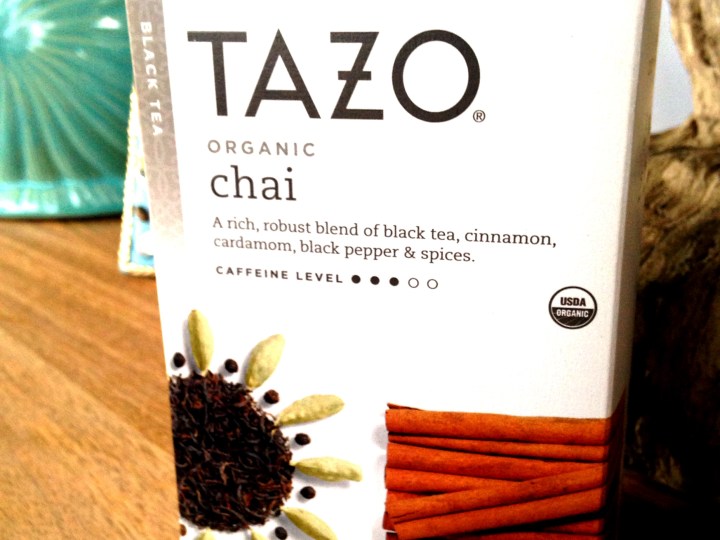 BLACK TEA
TAZO®
ORGANIC
chai
A rich, robust blend of black tea, cinnamon,
cardamom, black pepper & spices.
CAFFEINE LEVEL ●●●○○
USDA
ORGANIC